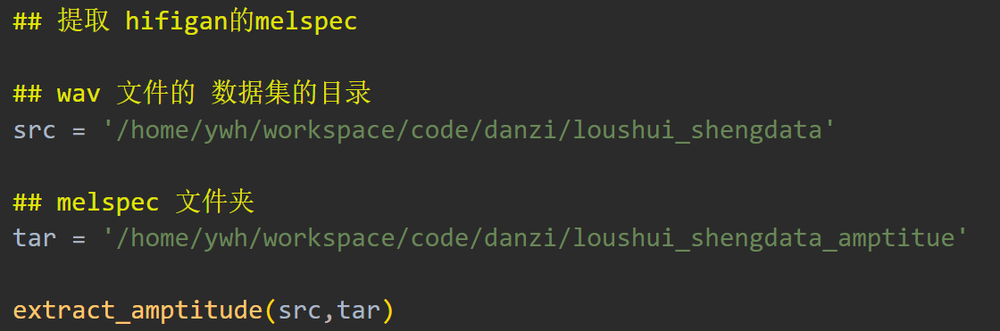 ## 提取 hifigan的melspec
## wav 文件的 数据集的目录
src = '/home/ywh/workspace/code/danzi/loushui_shengdata'
## melspec 文件夹
tar = '/home/ywh/workspace/code/danzi/loushui_shengdata_amptitue'
extract_amptitude(src,tar)